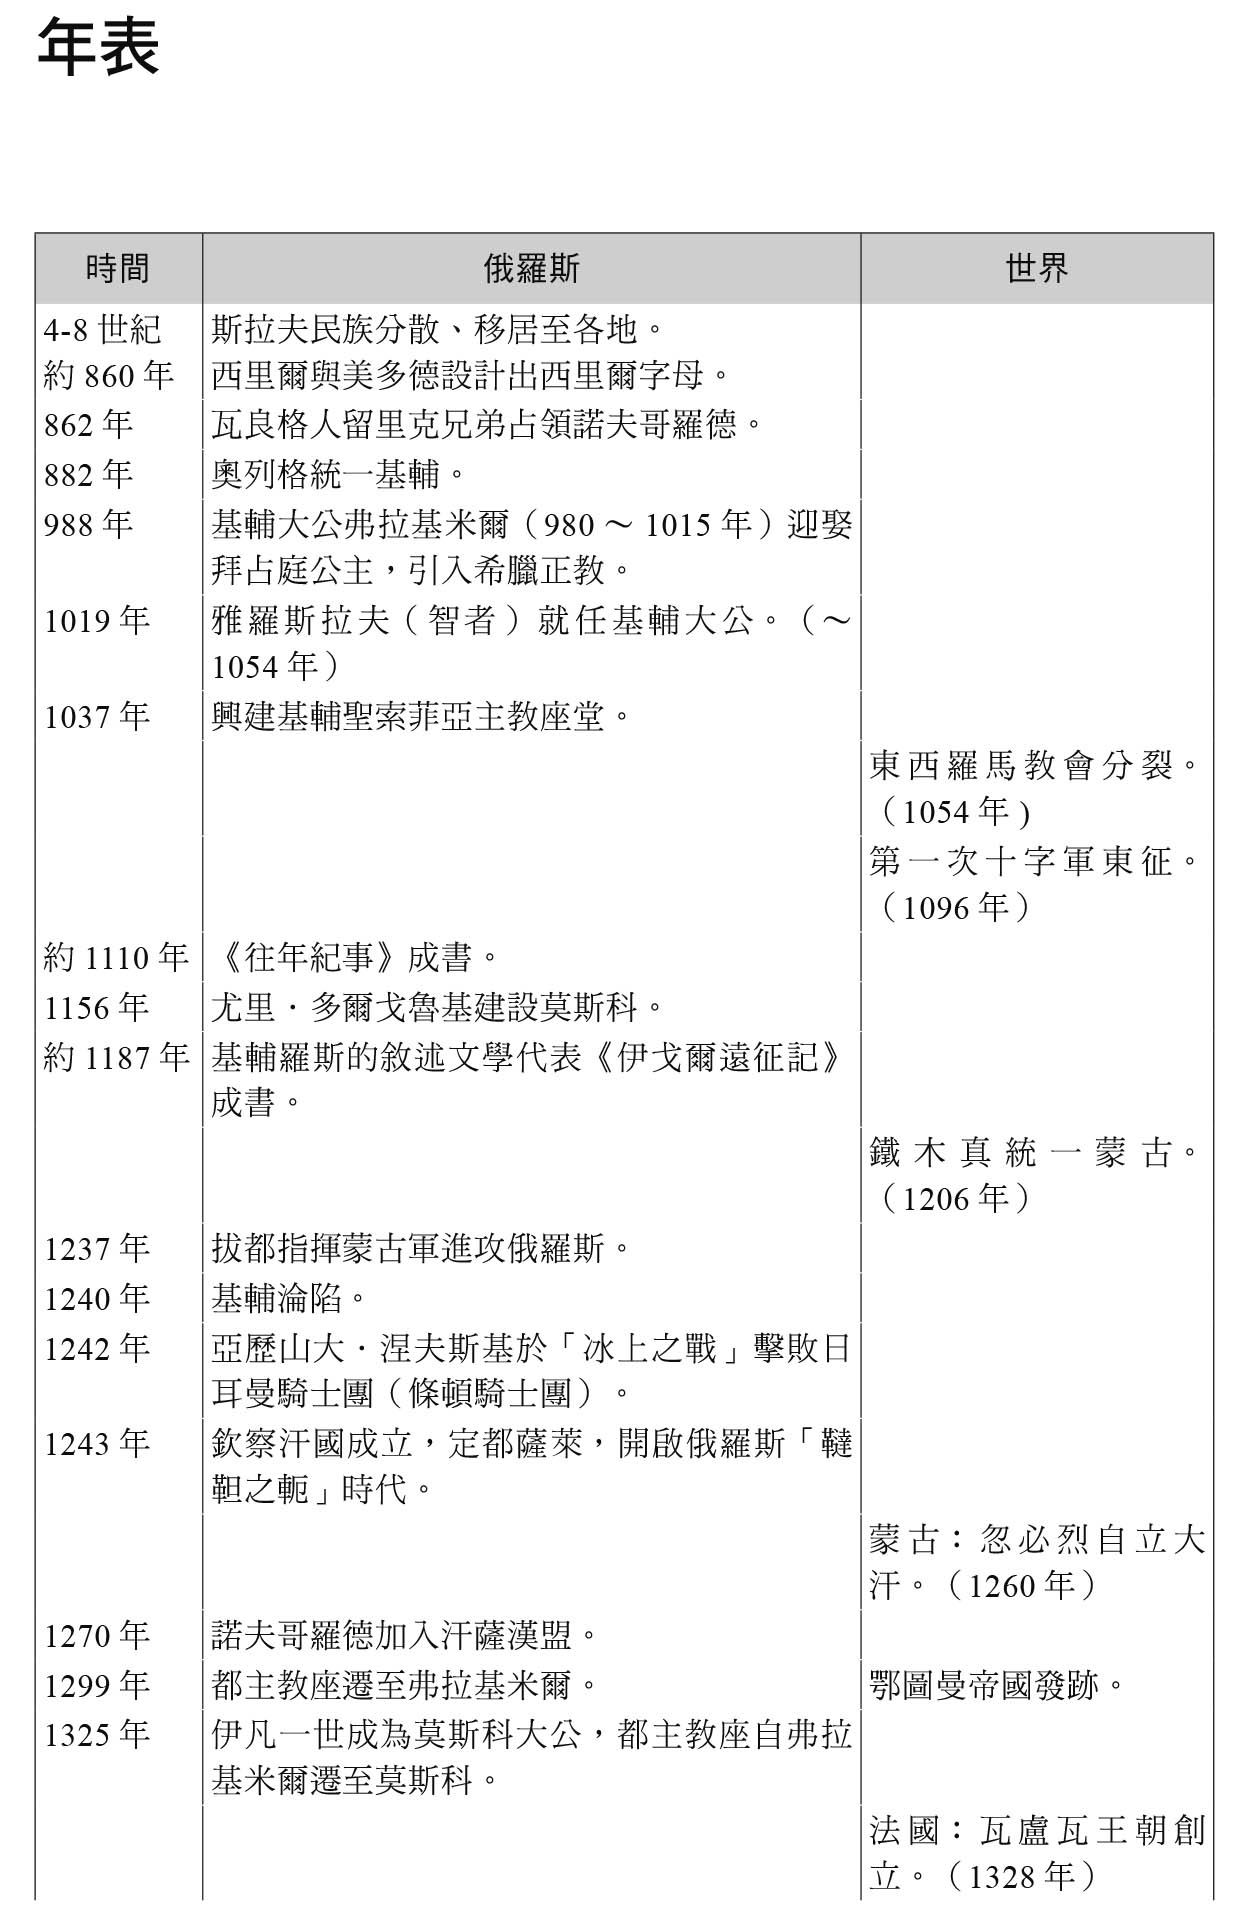 年表
時間 俄羅斯 世界
4-8 世紀 斯拉夫民族分散、移居至各地。
約 860 年 西里爾與美多德設計出西里爾字母。
862 年 瓦良格人留里克兄弟占領諾夫哥羅德。
882 年 奧列格統一基輔。
988 年 基輔大公弗拉基米爾（980～1015 年）迎娶
拜占庭公主，引入希臘正教。
1019 年 雅羅斯拉夫（智者）就任基輔大公。（～
1054 年）
1037 年 興建基輔聖索菲亞主教座堂。
東西羅馬教會分裂。
（1054 年)
第一次十字軍東征。
（1096 年）
約 1110 年 《往年紀事》成書。
1156 年 尤里．多爾戈魯基建設莫斯科。
約 1187 年 基輔羅斯的敘述文學代表《伊戈爾遠征記》
成書。
鐵木真統一蒙古。
（1206 年）
1237 年 拔都指揮蒙古軍進攻俄羅斯。
1240 年 基輔淪陷。
1242 年 亞歷山大．涅夫斯基於「冰上之戰」擊敗日
耳曼騎士團（條頓騎士團）。
1243 年 欽察汗國成立，定都薩萊，開啟俄羅斯「韃
靼之軛」時代。
蒙古：忽必烈自立大
汗。（1260 年）
1270 年 諾夫哥羅德加入汗薩漢盟。
1299 年 都主教座遷至弗拉基米爾。 鄂圖曼帝國發跡。
1325 年 伊凡一世成為莫斯科大公，都主教座自弗拉
基米爾遷至莫斯科。
法國：瓦盧瓦王朝創
立。（1328 年）